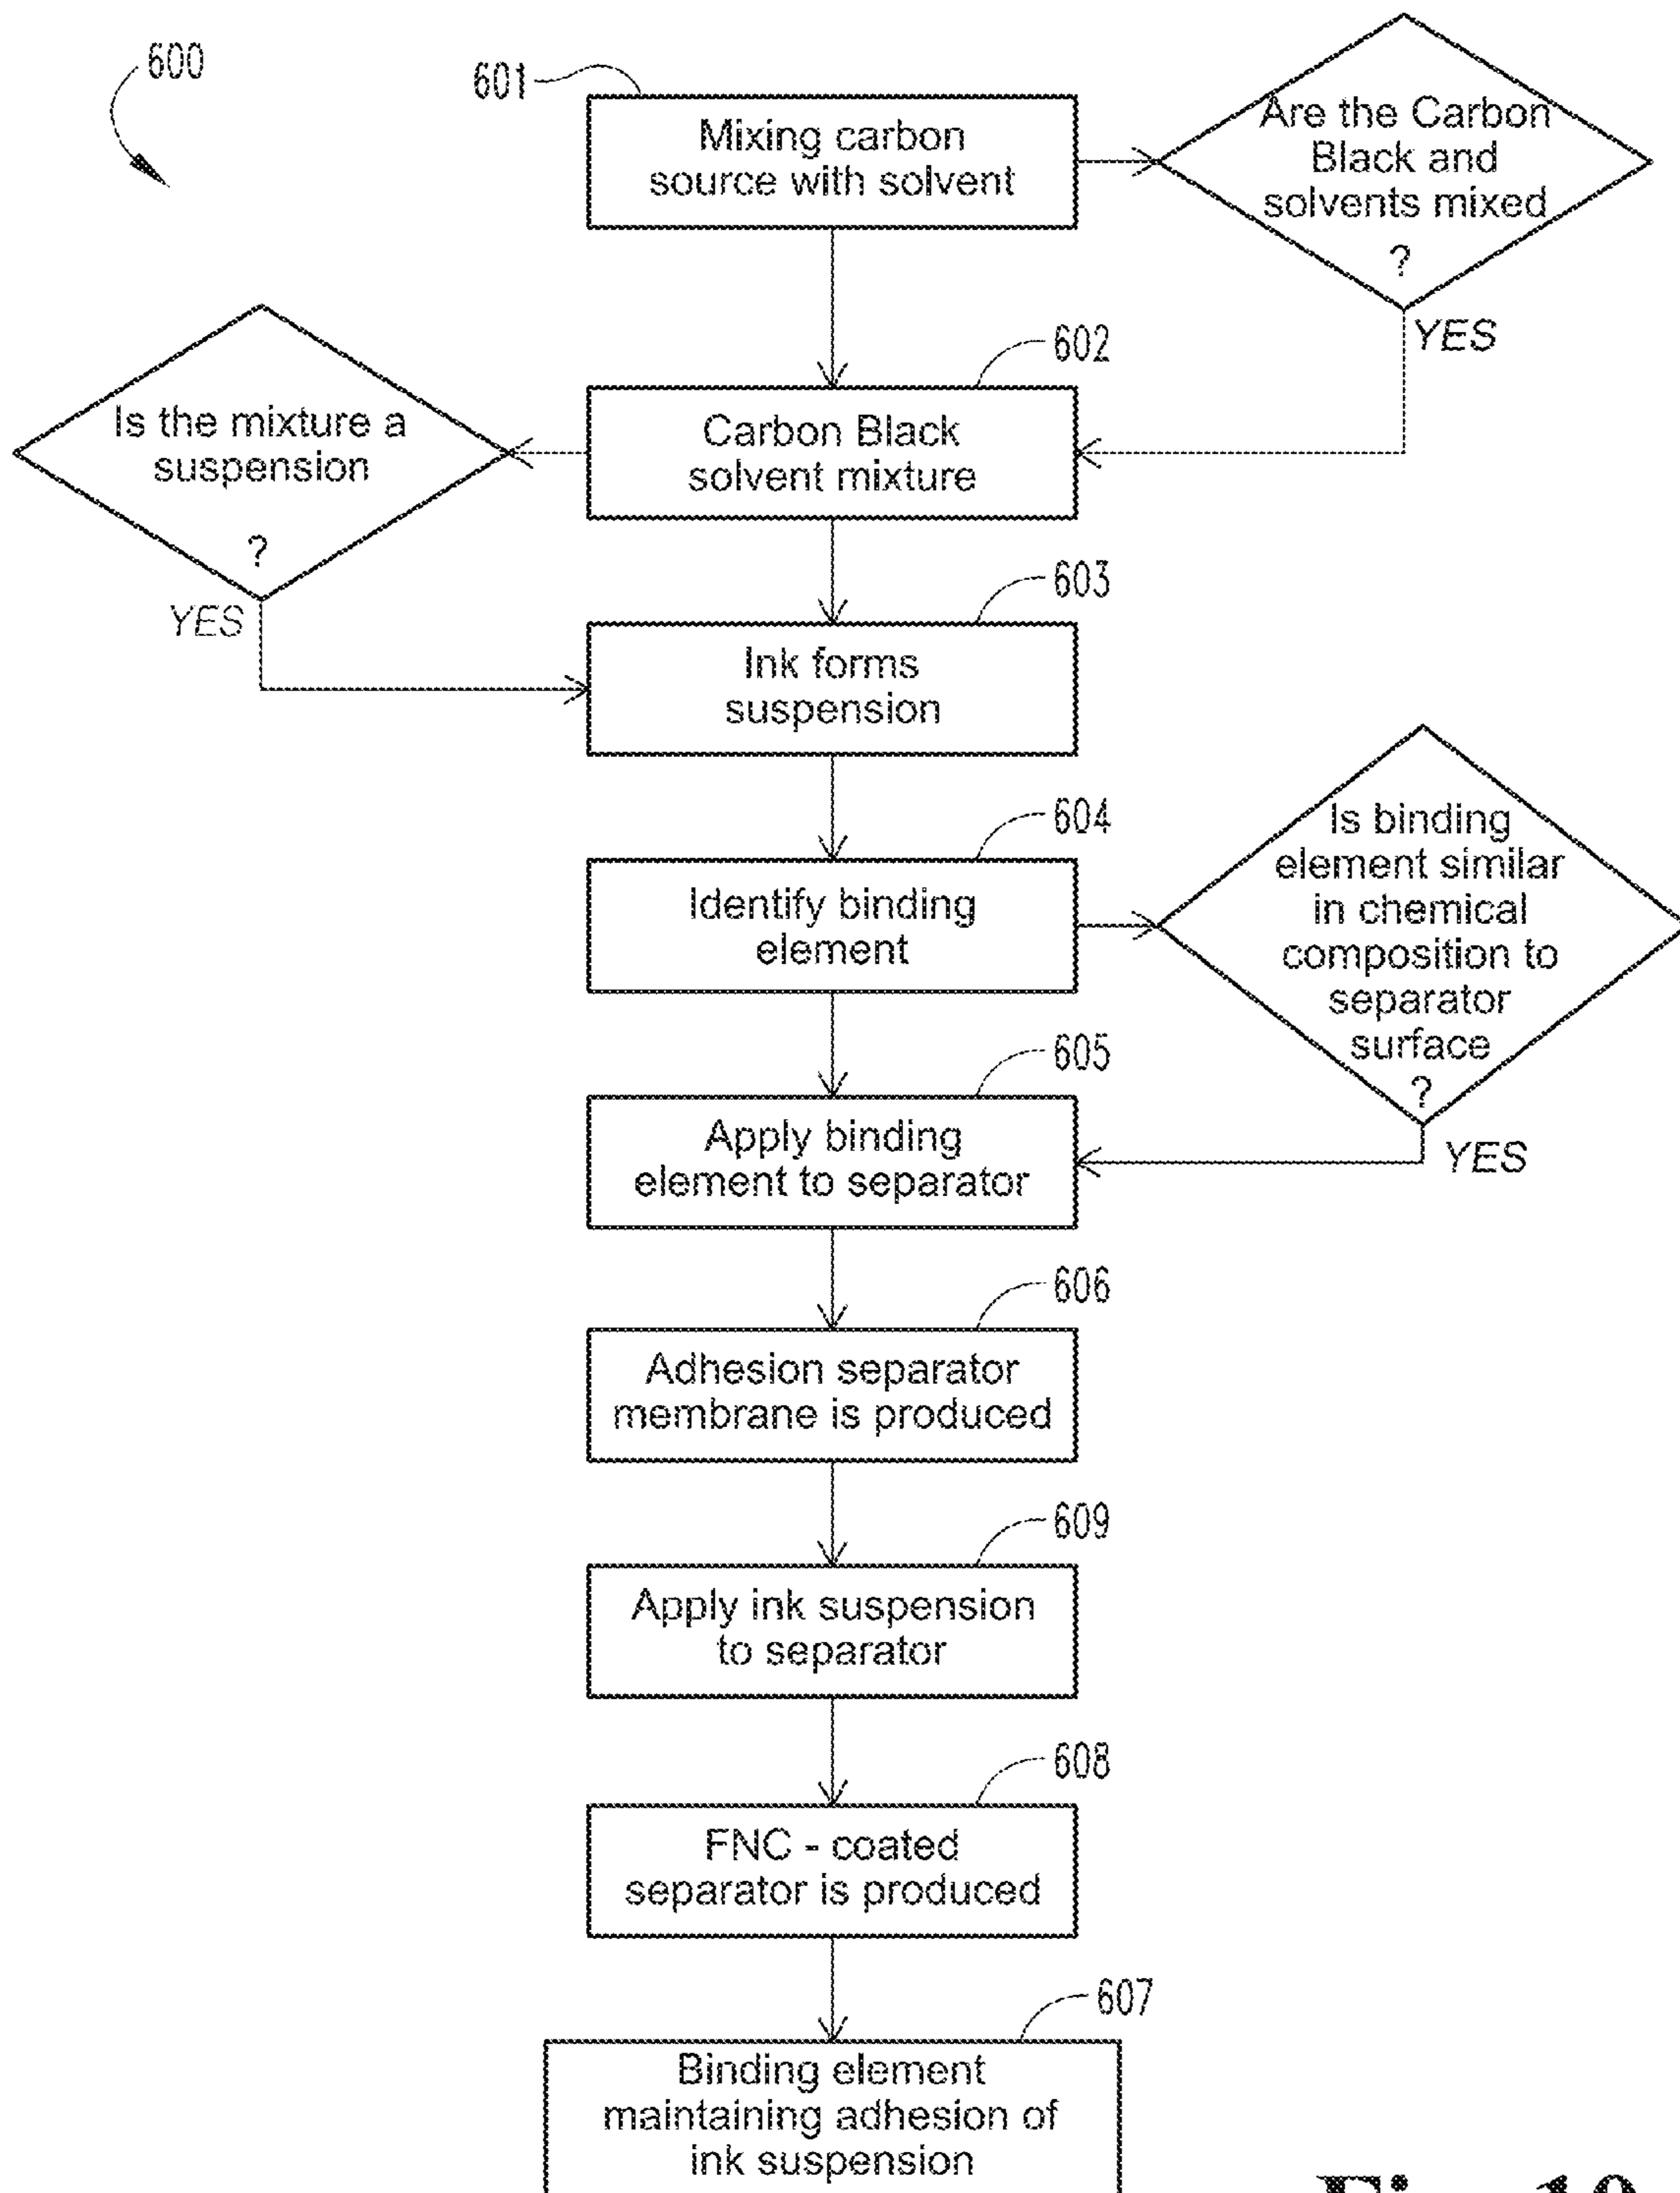 600
601
Mixing carbon
source with solvent
Are the Carbon
Black and
solvents mixed
?
YES
602
Carbon Black
solvent mixture
Is the mixture a
suspension
?
YES
603
Ink forms
suspension
604
Identify binding
element
Is binding
element similar
in chemical
composition to
separator
surface
?
YES
605
Apply binding
element to separator
606
Adhesion separator
membrane is produced
609
Apply ink suspension
to separator
608
FNC - coated
separator is produced
607
Binding element
maintaining adhesion of
ink suspension